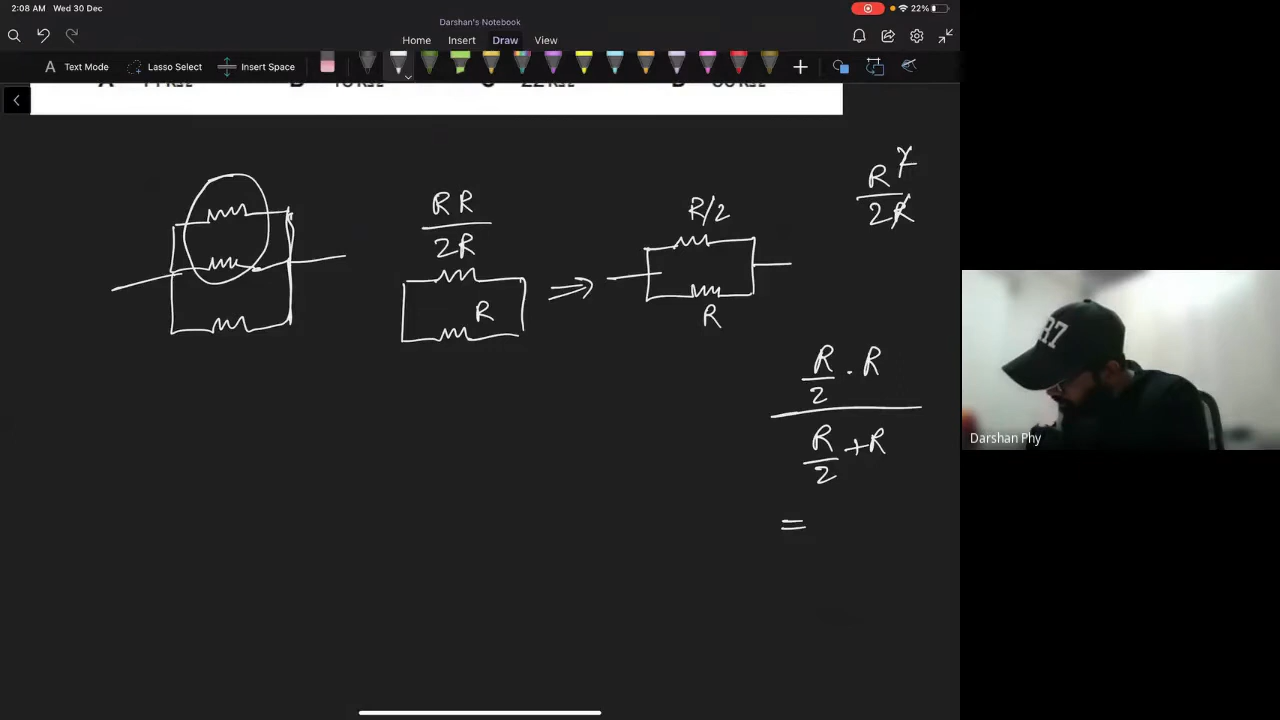 2:08 AM Wed 30 Dec
22%
Darshan's Notebook
Home Insert Draw View
Text Mode Lasso Select Insert Space
R R
2R
R
R/2
R
R²
2R
R/2 . R
R/2 + R
=
Darshan Phy